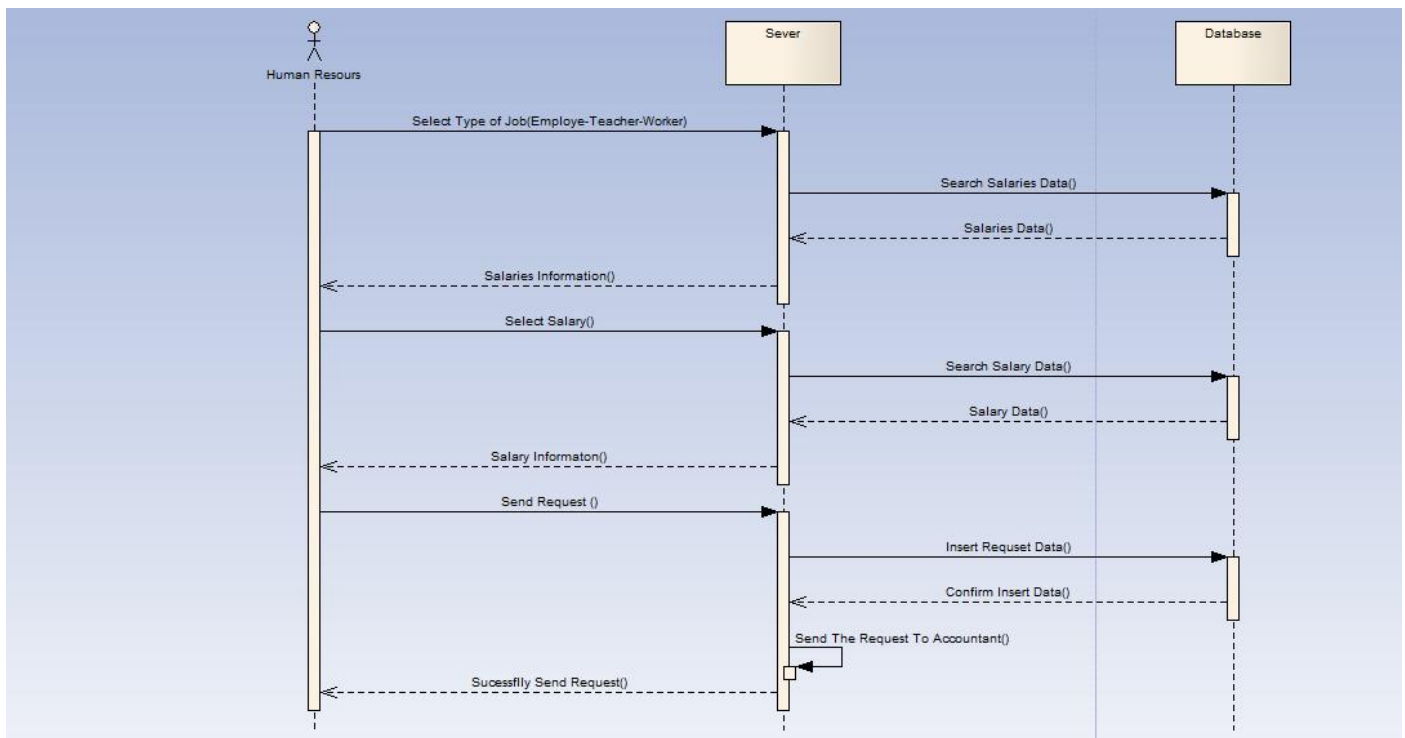 Human Resours
Sever
Database
Select Type of Job(Employe-Teacher-Worker)
Search Salaries Data()
Salaries Data()
Salaries Information()
Select Salary()
Search Salary Data()
Salary Data()
Salary Informaton()
Send Request ()
Insert Requset Data()
Confirm Insert Data()
Send The Request To Accountant()
Sucessflly Send Request()